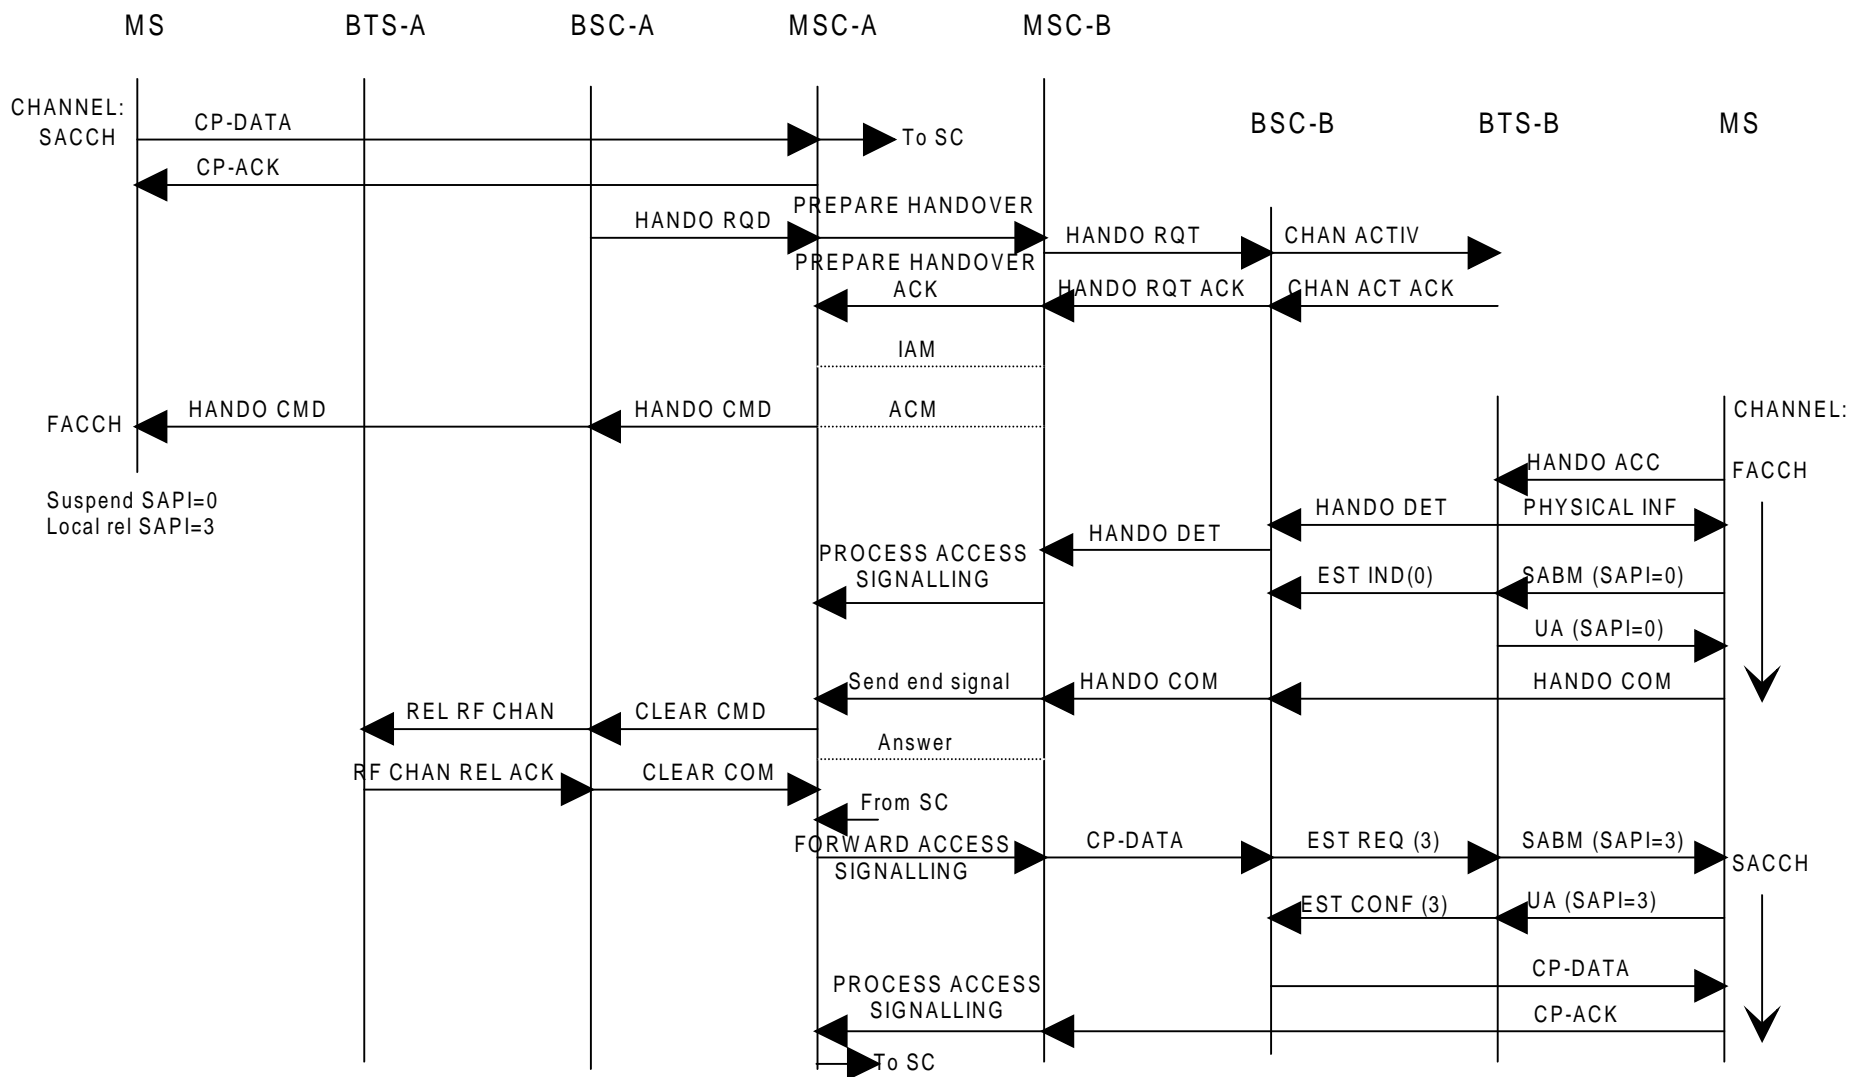 MS BTS-A BSC-A MSC-A MSC-B
CHANNEL:
SACCH CP-DATA To SC BSC-B BTS-B MS
CP-ACK
HANDO RQD PREPARE HANDOVER
HANDO RQT CHAN ACTIV
PREPARE HANDOVER
ACK HANDO RQT ACK CHAN ACT ACK
IAM
FACCH HANDO CMD HANDO CMD ACM CHANNEL:
HANDO ACC FACCH
Suspend SAPI=0
Local rel SAPI=3
HANDO DET PHYSICAL INF
HANDO DET
PROCESS ACCESS
SIGNALLING EST IND(0) SABM (SAPI=0)
UA (SAPI=0)
Send end signal HANDO COM HANDO COM
REL RF CHAN CLEAR CMD
Answer
RF CHAN REL ACK CLEAR COM
From SC
FORWARD ACCESS CP-DATA EST REQ (3) SABM (SAPI=3)
SIGNALLING SACCH
EST CONF (3) UA (SAPI=3)
CP-DATA
PROCESS ACCESS
SIGNALLING CP-ACK
To SC